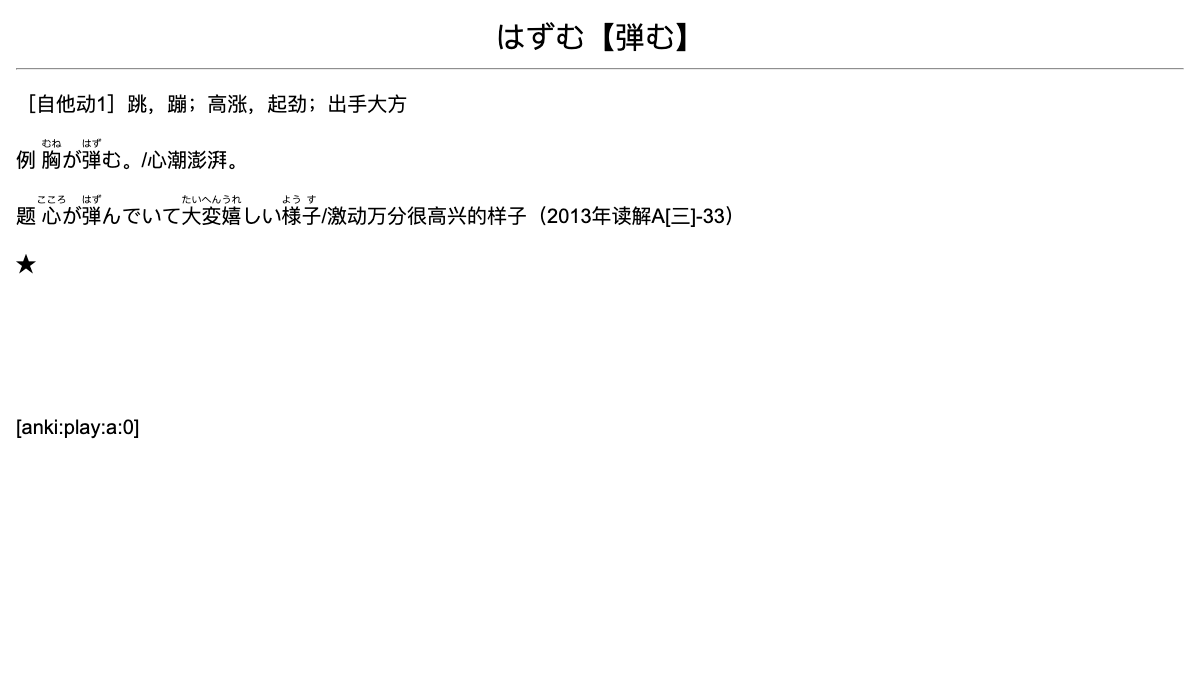 はずむ【弾む】
［自他动1］跳，蹦；高涨，起劲；出手大方
例 胸むねが弾はずむ。/心潮澎湃。
题 心こころが弾はずんでいて大変嬉たいへんうれしい様よう子す/激动万分很高兴的样子（2013年读解A[三]-33）
★
[anki:play:a:0]